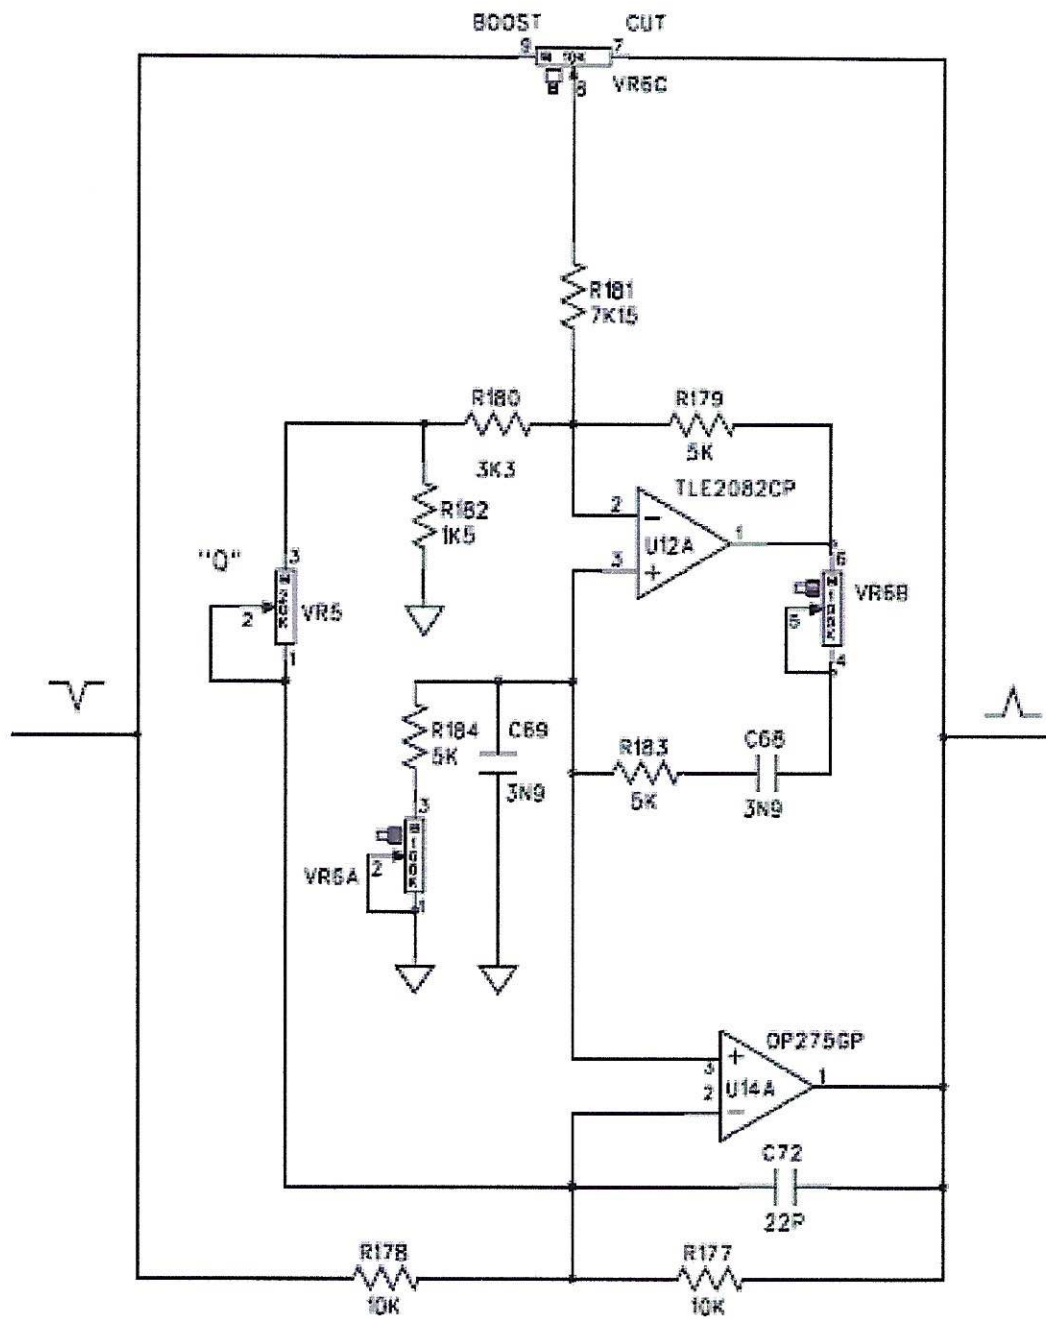 BOOST CUT
9 7
10K
8 VR6C
R181
7K15
R180 R179
3K3 5K
TLE2082CP
R182
1K5
2 −
1
U12A
3 +
"Q" 3
2 VR5
1
6
VR6B
5
4
R184 C69
5K
3N9
R183 C68
5K 3N9
3
2 VR6A
1
OP275GP
3 +
1
2 U14A
−
C72
22P
R178 R177
10K 10K